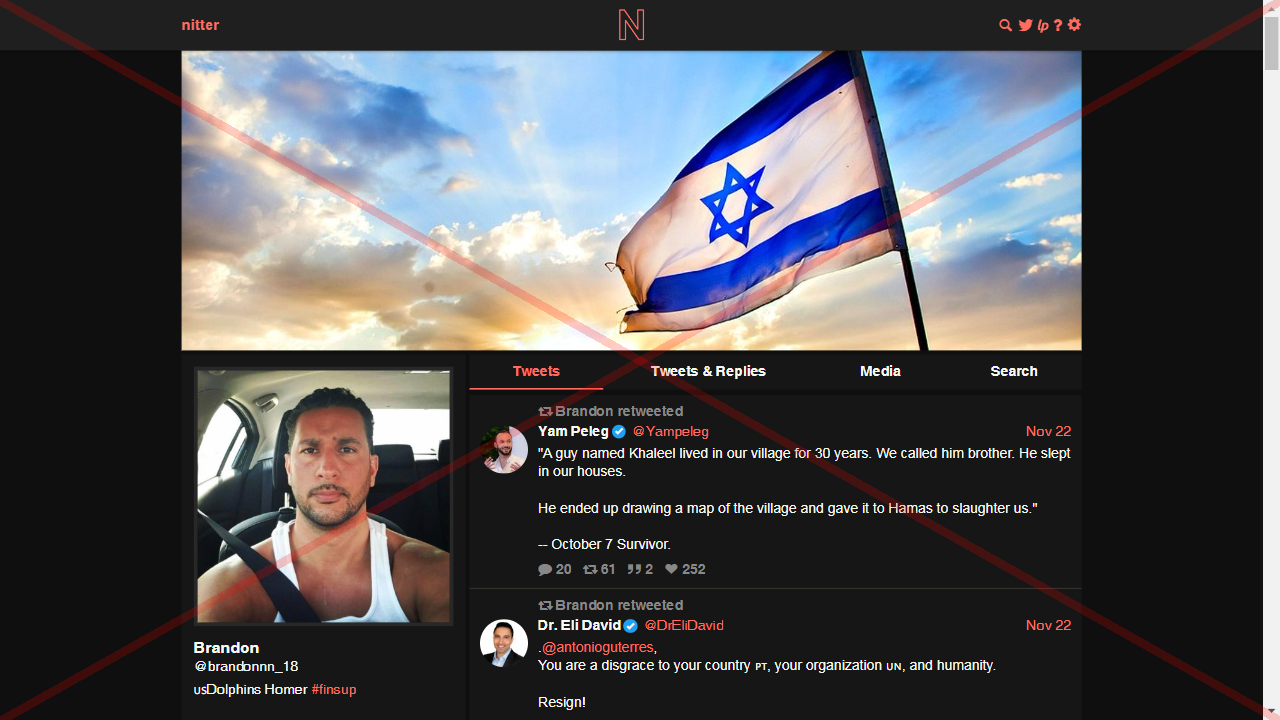 nitter
N
lp ?
Tweets
Tweets & Replies
Media
Search
Brandon retweeted
Yam Peleg @Yampeleg Nov 22
"A guy named Khaleel lived in our village for 30 years. We called him brother. He slept
in our houses.
He ended up drawing a map of the village and gave it to Hamas to slaughter us."
-- October 7 Survivor.
20 61 2 252
Brandon retweeted
Dr. Eli David @DrEliDavid Nov 22
.@antonioguterres,
You are a disgrace to your country PT, your organization UN, and humanity.
Resign!
Brandon
@brandonnn_18
usDolphins Homer #finsup